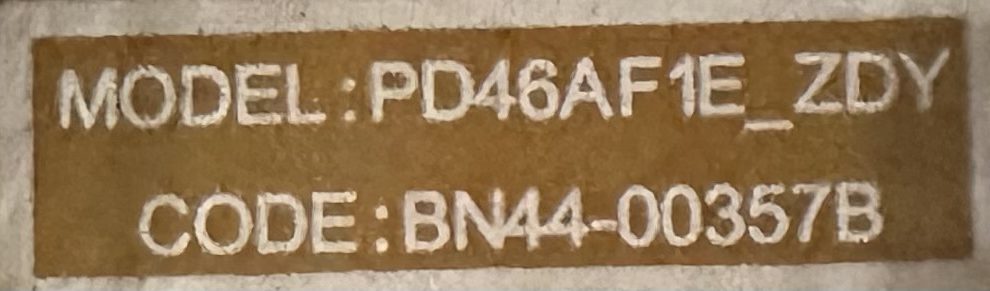 MODEL:PD46AF1E_ZDY
CODE:BN44-00357B